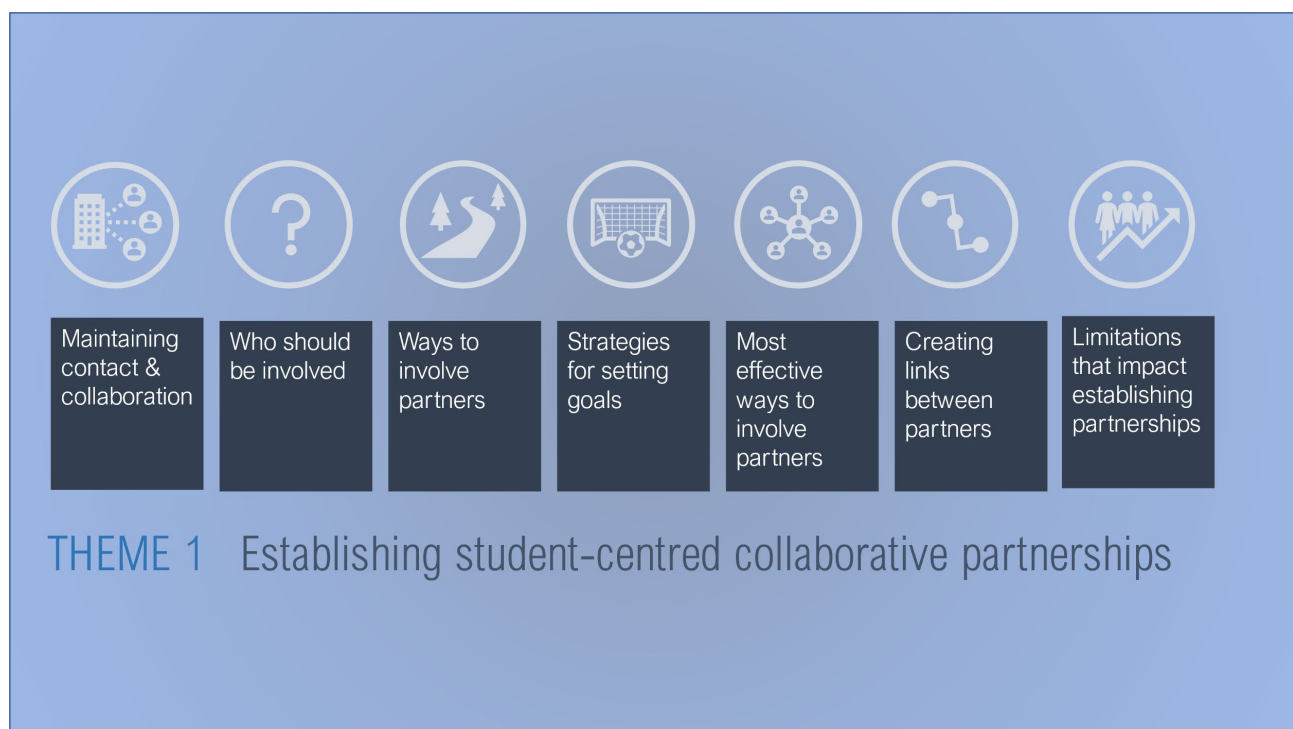 ?
Maintaining
contact &
collaboration
Who should
be involved
Ways to
involve
partners
Strategies
for setting
goals
Most
effective
ways to
involve
partners
Creating
links
between
partners
Limitations
that impact
establishing
partnerships
THEME 1 Establishing student-centred collaborative partnerships